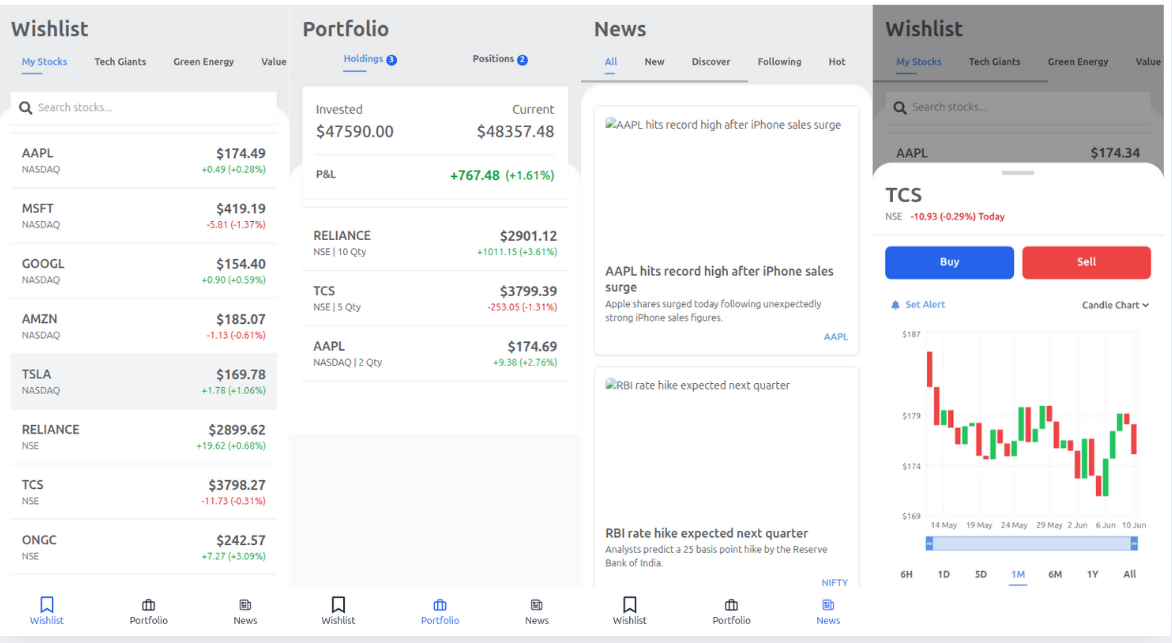 Wishlist
My Stocks Tech Giants Green Energy Value
Search stocks...
AAPL $174.49
NASDAQ +0.49 (+0.28%)
MSFT $419.19
NASDAQ -5.81 (-1.37%)
GOOGL $154.40
NASDAQ +0.90 (+0.59%)
AMZN $185.07
NASDAQ -1.13 (-0.61%)
TSLA $169.78
NASDAQ +1.78 (+1.06%)
RELIANCE $2899.62
NSE +19.62 (+0.68%)
TCS $3798.27
NSE -11.73 (-0.31%)
ONGC $242.57
NSE +7.27 (+3.09%)
Wishlist Portfolio News
Portfolio
Holdings 3 Positions 2
Invested Current
$47590.00 $48357.48
P&L +767.48 (+1.61%)
RELIANCE $2901.12
NSE | 10 Qty +1011.15 (+3.61%)
TCS $3799.39
NSE | 5 Qty -253.05 (-1.31%)
AAPL $174.69
NASDAQ | 2 Qty +9.38 (+2.76%)
Wishlist Portfolio News
News
All New Discover Following Hot
AAPL hits record high after iPhone sales surge
AAPL hits record high after iPhone sales
surge
Apple shares surged today following unexpectedly
strong iPhone sales figures.
AAPL
RBI rate hike expected next quarter
RBI rate hike expected next quarter
Analysts predict a 25 basis point hike by the Reserve
Bank of India.
NIFTY
Wishlist Portfolio News
Wishlist
My Stocks Tech Giants Green Energy Value
Search stocks...
AAPL $174.34
TCS
NSE -10.93 (-0.29%) Today
Buy Sell
Set Alert Candle Chart
$187
$179
$174
$169
14 May 19 May 24 May 29 May 2 Jun 6 Jun 10 Jun
6H 1D 5D 1M 6M 1Y All